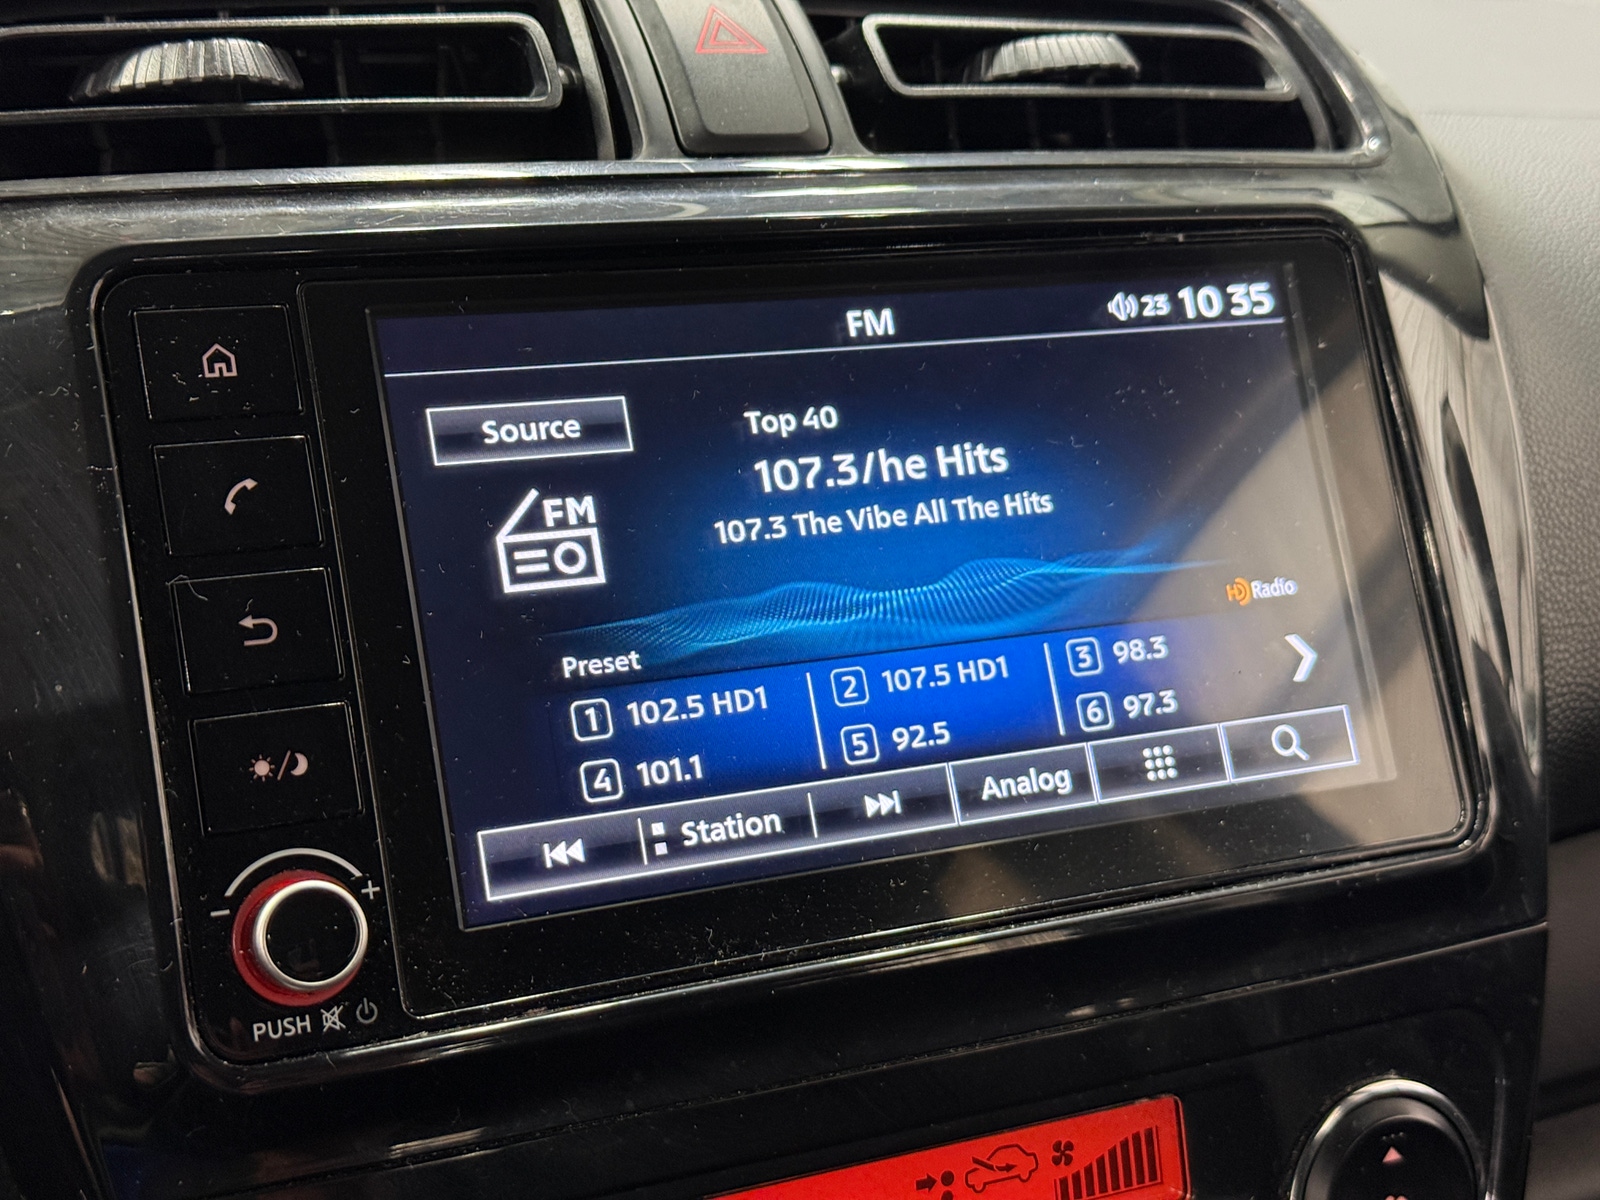 FM
23 10 35
Source
Top 40
107.3/he Hits
107.3 The Vibe All The Hits
FM
HD Radio
Preset
1 102.5 HD1
2 107.5 HD1
3 98.3
4 101.1
5 92.5
6 97.3
Station
Analog
- +
PUSH